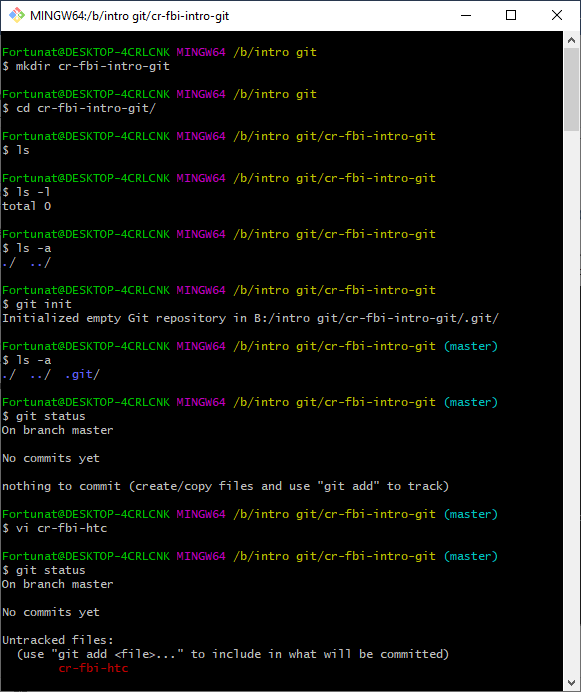 MINGW64:/b/intro git/cr-fbi-intro-git
Fortunat@DESKTOP-4CRLCNK MINGW64 /b/intro git
$ mkdir cr-fbi-intro-git
Fortunat@DESKTOP-4CRLCNK MINGW64 /b/intro git
$ cd cr-fbi-intro-git/
Fortunat@DESKTOP-4CRLCNK MINGW64 /b/intro git/cr-fbi-intro-git
$ ls
Fortunat@DESKTOP-4CRLCNK MINGW64 /b/intro git/cr-fbi-intro-git
$ ls -l
total 0
Fortunat@DESKTOP-4CRLCNK MINGW64 /b/intro git/cr-fbi-intro-git
$ ls -a
./  ../
Fortunat@DESKTOP-4CRLCNK MINGW64 /b/intro git/cr-fbi-intro-git
$ git init
Initialized empty Git repository in B:/intro git/cr-fbi-intro-git/.git/
Fortunat@DESKTOP-4CRLCNK MINGW64 /b/intro git/cr-fbi-intro-git (master)
$ ls -a
./  ../  .git/
Fortunat@DESKTOP-4CRLCNK MINGW64 /b/intro git/cr-fbi-intro-git (master)
$ git status
On branch master
No commits yet
nothing to commit (create/copy files and use "git add" to track)
Fortunat@DESKTOP-4CRLCNK MINGW64 /b/intro git/cr-fbi-intro-git (master)
$ vi cr-fbi-htc
Fortunat@DESKTOP-4CRLCNK MINGW64 /b/intro git/cr-fbi-intro-git (master)
$ git status
On branch master
No commits yet
Untracked files:
  (use "git add <file>..." to include in what will be committed)
        cr-fbi-htc